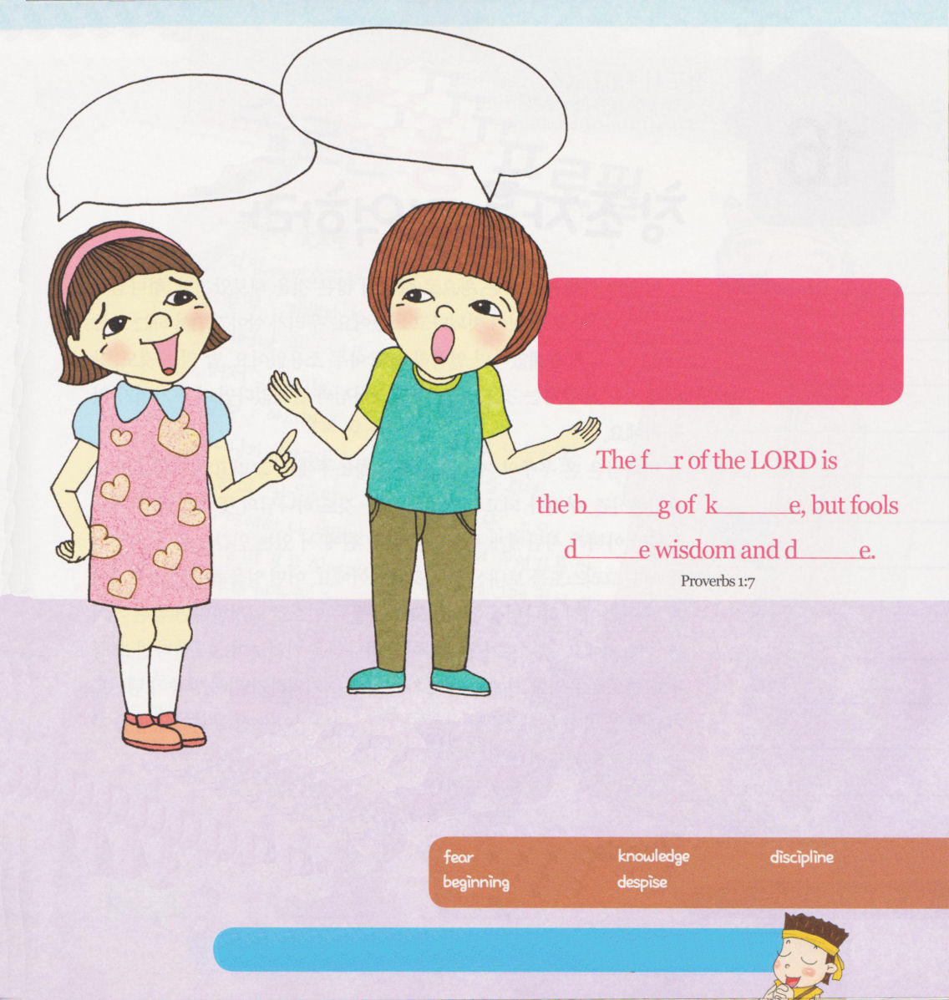 The f__r of the LORD is
the b______g of k______e, but fools
d_____e wisdom and d_____e.
Proverbs 1:7
fear knowledge discipline
beginning despise